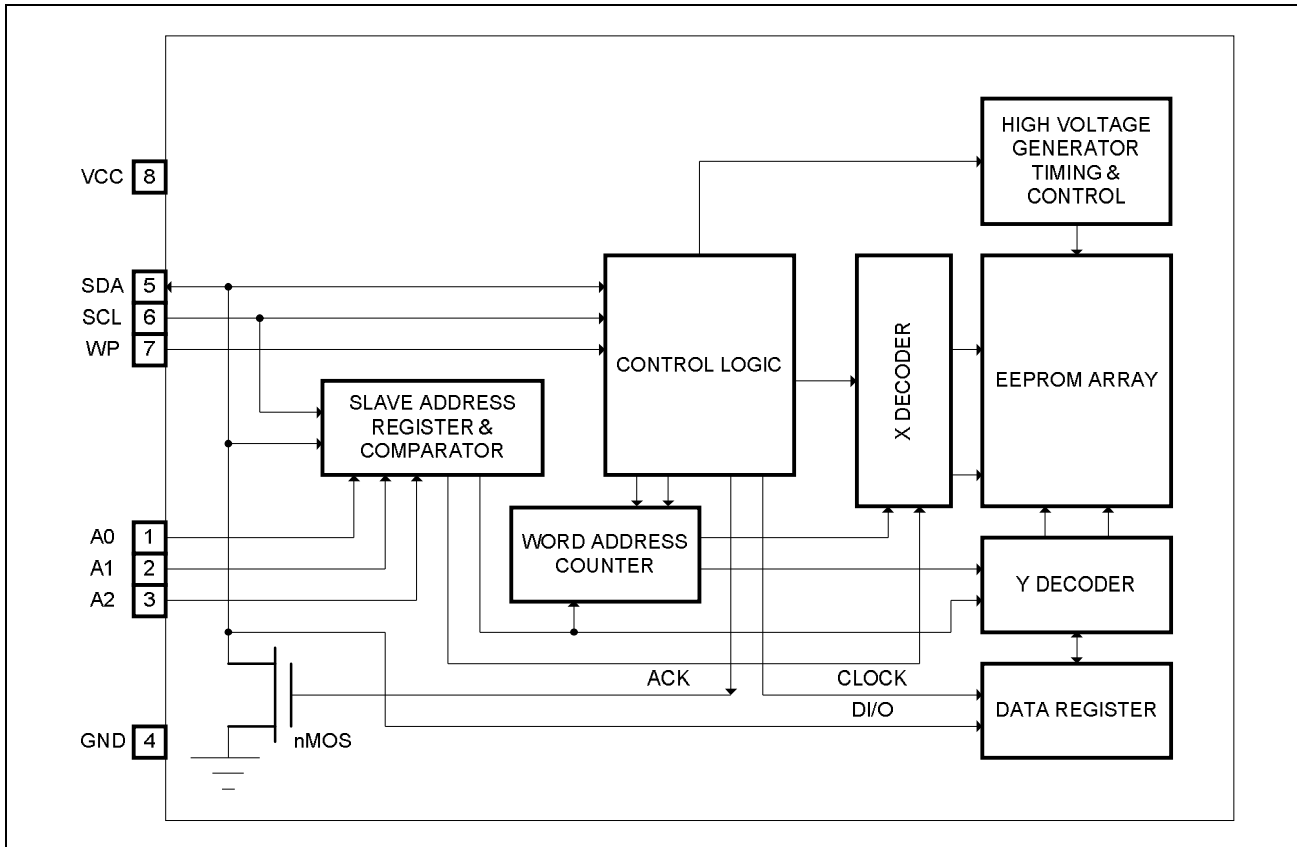 HIGH VOLTAGE
GENERATOR
TIMING &
CONTROL
VCC 8
SDA 5
SCL 6
WP 7
CONTROL LOGIC
X DECODER
EEPROM ARRAY
SLAVE ADDRESS
REGISTER &
COMPARATOR
A0 1
A1 2
A2 3
WORD ADDRESS
COUNTER
Y DECODER
ACK
CLOCK
DI/O
DATA REGISTER
GND 4
nMOS